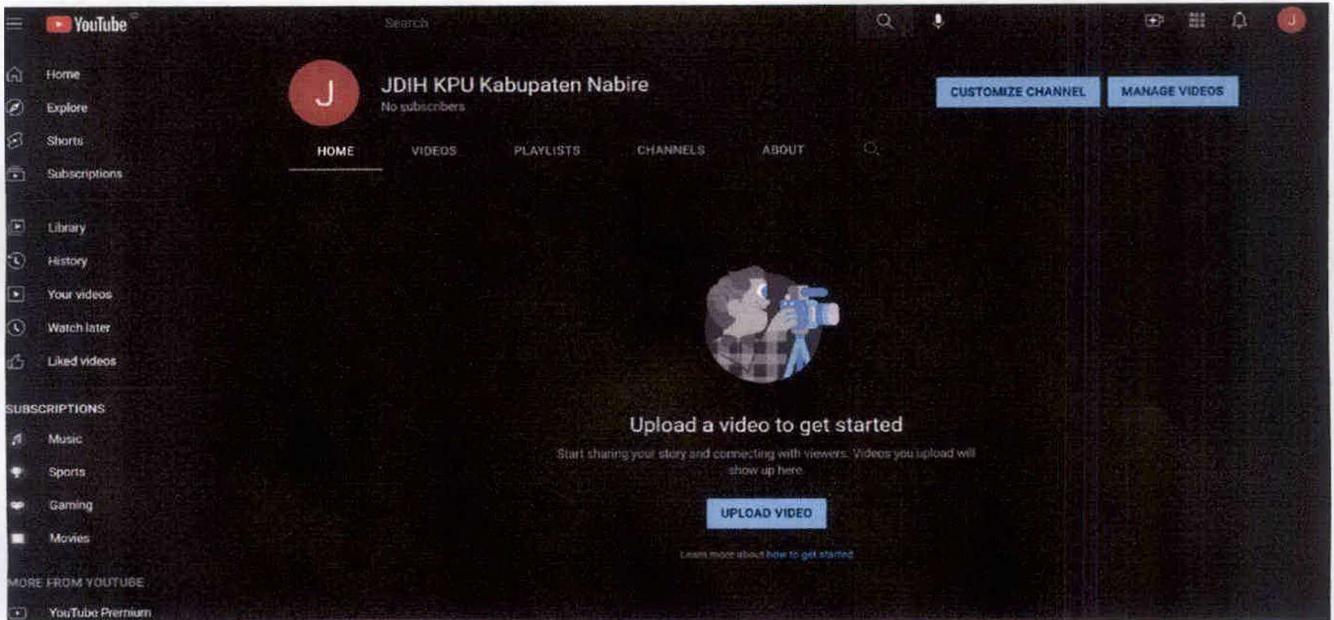 YouTube
Search
J
Home
Explore
Shorts
Subscriptions
Library
History
Your videos
Watch later
Liked videos
SUBSCRIPTIONS
Music
Sports
Gaming
Movies
MORE FROM YOUTUBE
YouTube Premium
J
JDIH KPU Kabupaten Nabire
No subscribers
CUSTOMIZE CHANNEL
MANAGE VIDEOS
HOME VIDEOS PLAYLISTS CHANNELS ABOUT
Upload a video to get started
Start sharing your story and connecting with viewers. Videos you upload will
show up here.
UPLOAD VIDEO
Learn more about how to get started